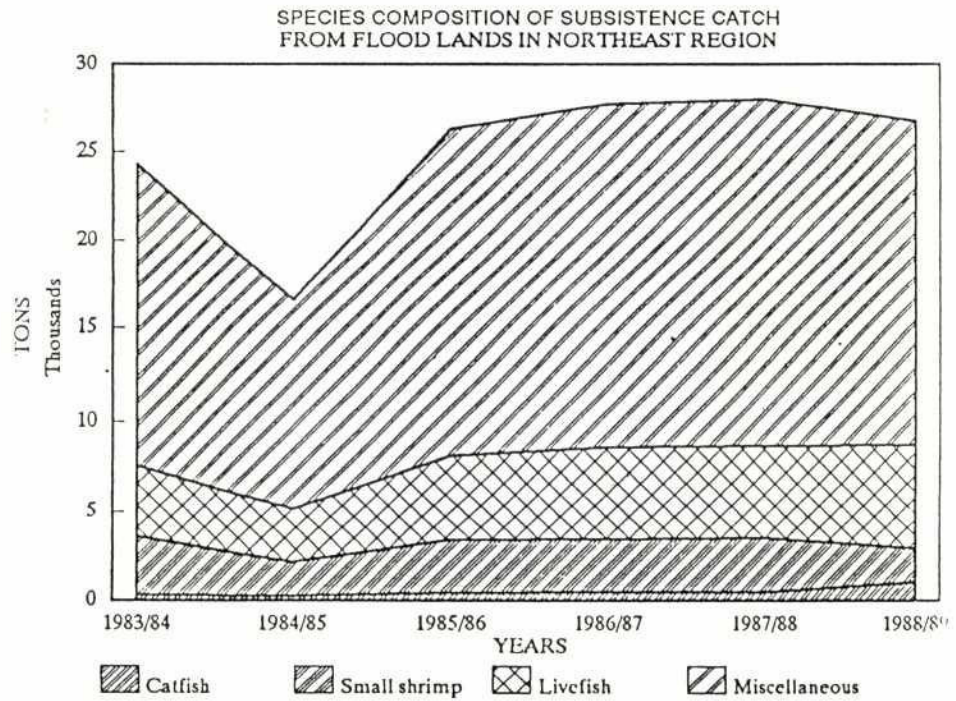 SPECIES COMPOSITION OF SUBSISTENCE CATCH
FROM FLOOD LANDS IN NORTHEAST REGION
30
25
20
15
10
5
0
TONS
Thousands
1983/84 1984/85 1985/86 1986/87 1987/88
YEARS
Catfish Small shrimp Livefish Miscellaneous